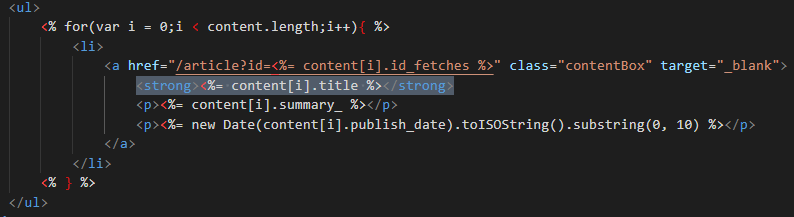 <ul>
<% for(var i = 0;i < content.length;i++){ %>
<li>
<a href="/article?id=<%= content[i].id_fetches %>" class="contentBox" target="_blank">
<strong><%= content[i].title %></strong>
<p><%= content[i].summary_ %></p>
<p><%= new Date(content[i].publish_date).toISOString().substring(0, 10) %></p>
</a>
</li>
<% } %>
</ul>